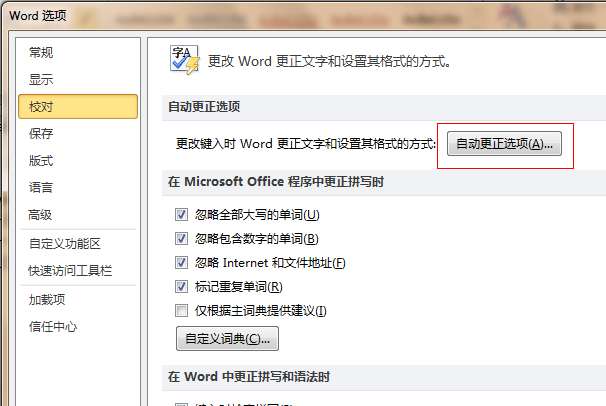 Word 选项
常规
显示
校对
保存
版式
语言
高级
自定义功能区
快速访问工具栏
加载项
信任中心
字A
更改 Word 更正文字和设置其格式的方式。
自动更正选项
更改键入时 Word 更正文字和设置其格式的方式: 自动更正选项(A)...
在 Microsoft Office 程序中更正拼写时
忽略全部大写的单词(U)
忽略包含数字的单词(B)
忽略 Internet 和文件地址(F)
标记重复单词(R)
仅根据主词典提供建议(I)
自定义词典(C)...
在 Word 中更正拼写和语法时